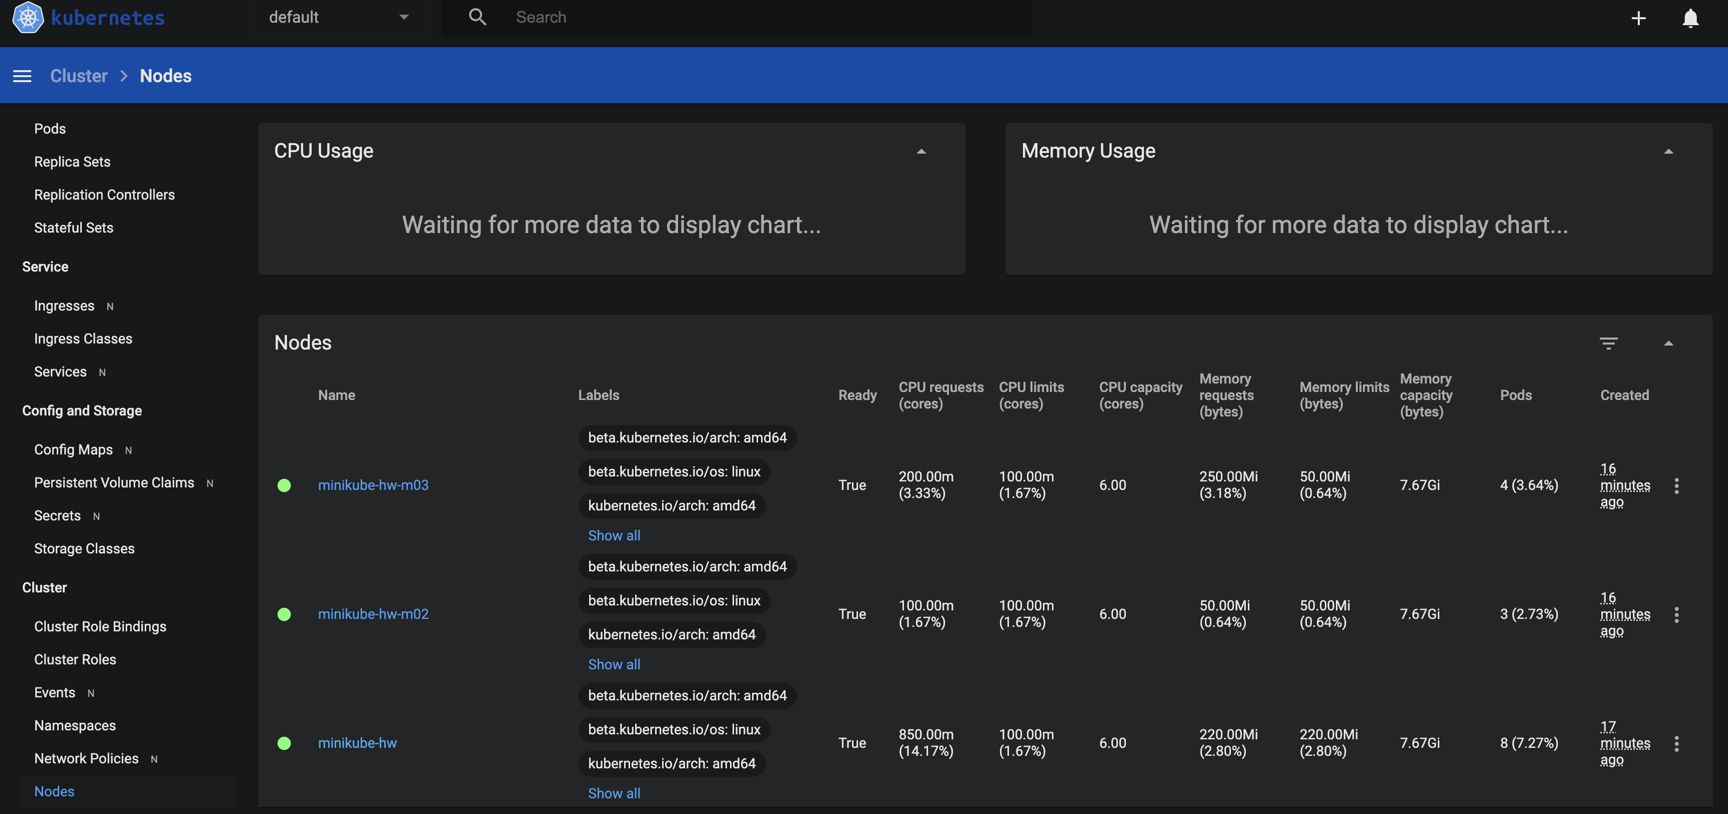 kubernetes
default
Search
Cluster > Nodes
Pods
Replica Sets
Replication Controllers
Stateful Sets
Service
Ingresses N
Ingress Classes
Services N
Config and Storage
Config Maps N
Persistent Volume Claims N
Secrets N
Storage Classes
Cluster
Cluster Role Bindings
Cluster Roles
Events N
Namespaces
Network Policies N
Nodes
CPU Usage
Waiting for more data to display chart...
Memory Usage
Waiting for more data to display chart...
Nodes
Name
Labels
Ready
CPU requests
(cores)
CPU limits
(cores)
CPU capacity
(cores)
Memory
requests
(bytes)
Memory limits
(bytes)
Memory
capacity
(bytes)
Pods
Created
minikube-hw-m03
beta.kubernetes.io/arch: amd64
beta.kubernetes.io/os: linux
kubernetes.io/arch: amd64
Show all
True
200.00m
(3.33%)
100.00m
(1.67%)
6.00
250.00Mi
(3.18%)
50.00Mi
(0.64%)
7.67Gi
4 (3.64%)
16
minutes
ago
minikube-hw-m02
beta.kubernetes.io/arch: amd64
beta.kubernetes.io/os: linux
kubernetes.io/arch: amd64
Show all
True
100.00m
(1.67%)
100.00m
(1.67%)
6.00
50.00Mi
(0.64%)
50.00Mi
(0.64%)
7.67Gi
3 (2.73%)
16
minutes
ago
minikube-hw
beta.kubernetes.io/arch: amd64
beta.kubernetes.io/os: linux
kubernetes.io/arch: amd64
Show all
True
850.00m
(14.17%)
100.00m
(1.67%)
6.00
220.00Mi
(2.80%)
220.00Mi
(2.80%)
7.67Gi
8 (7.27%)
17
minutes
ago